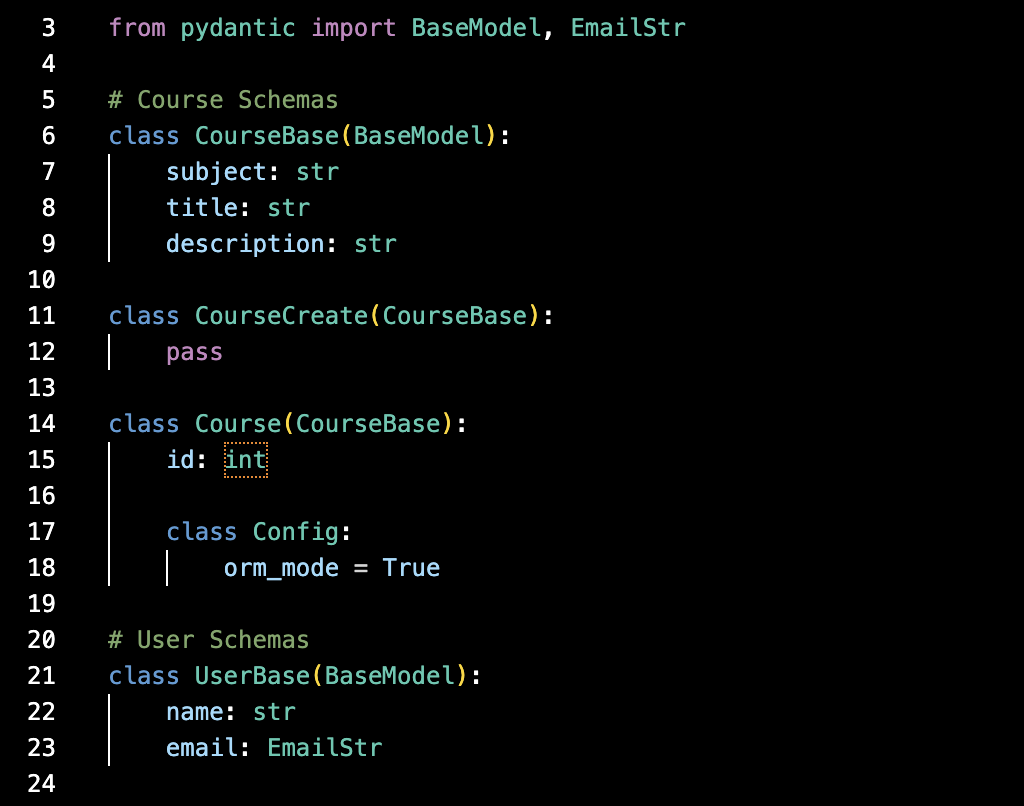 3 from pydantic import BaseModel, EmailStr
4
5 # Course Schemas
6 class CourseBase(BaseModel):
7     subject: str
8     title: str
9     description: str
10
11 class CourseCreate(CourseBase):
12     pass
13
14 class Course(CourseBase):
15     id: int
16
17     class Config:
18         orm_mode = True
19
20 # User Schemas
21 class UserBase(BaseModel):
22     name: str
23     email: EmailStr
24